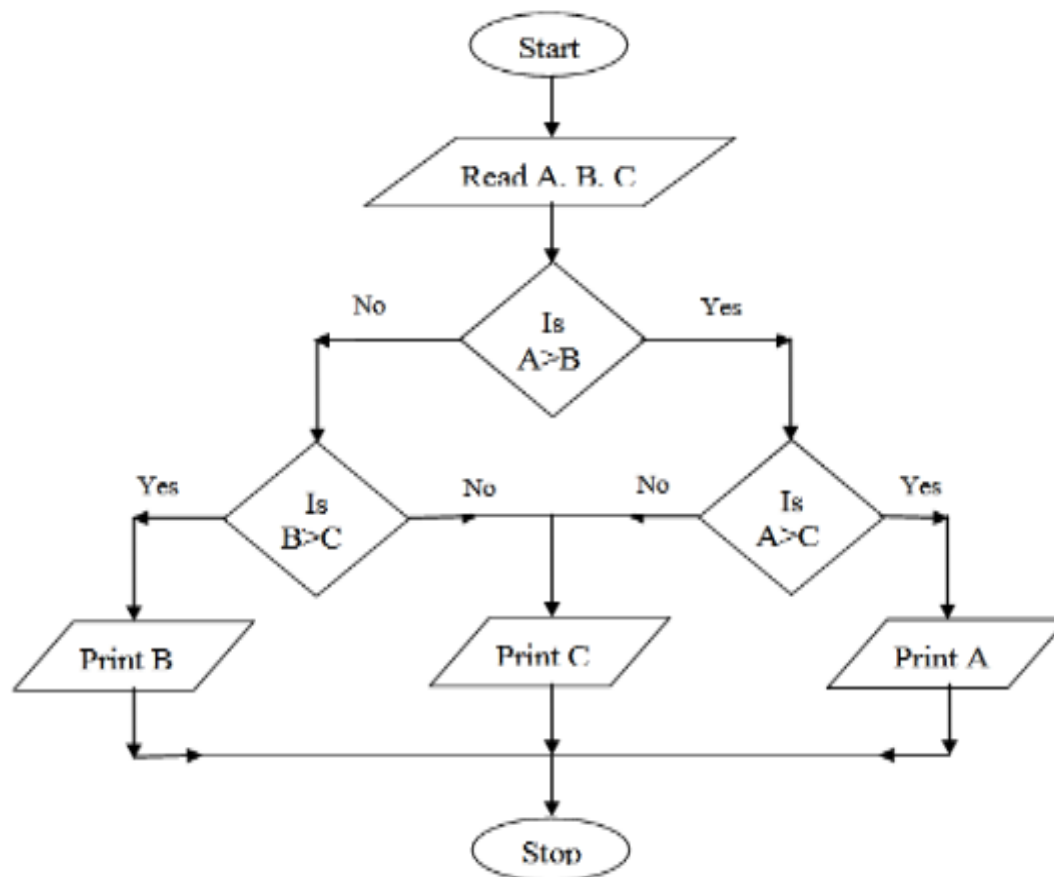 Start
Read A. B. C
No
Yes
Is
A>B
Yes
No
No
Yes
Is
B>C
Is
A>C
Print B
Print C
Print A
Stop